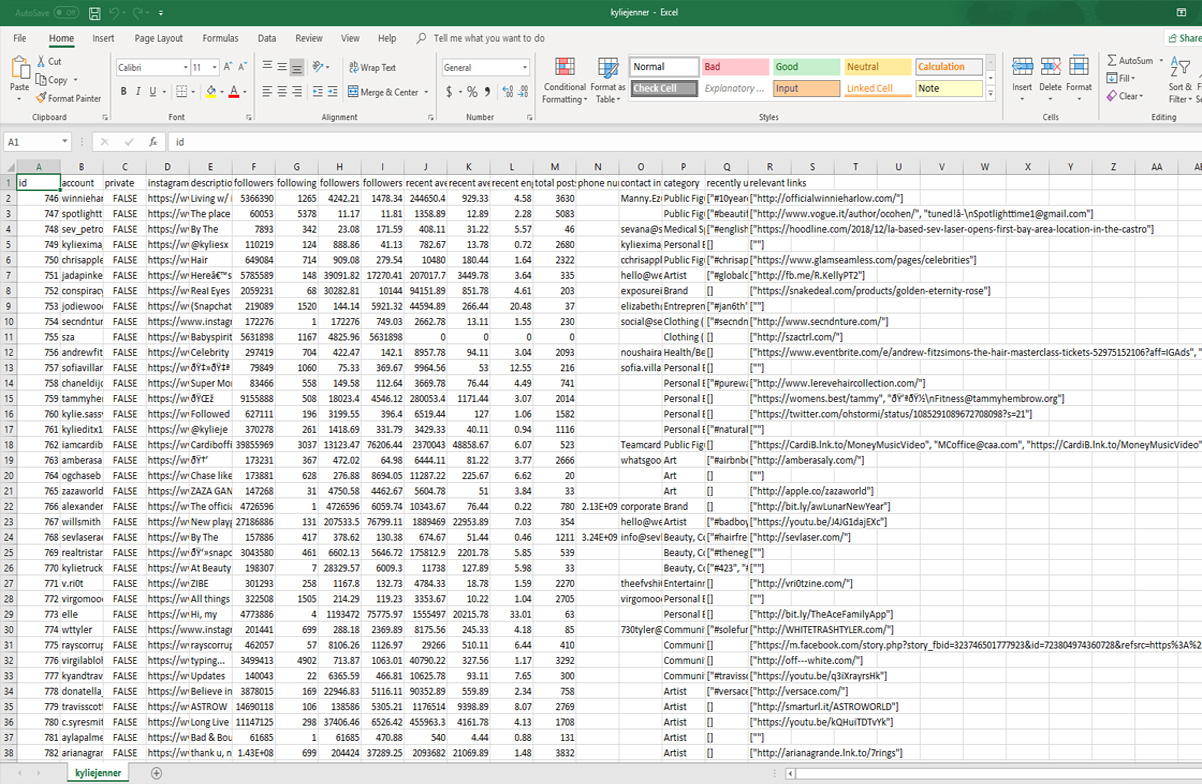 AutoSave Off kyliejenner - Excel
File Home Insert Page Layout Formulas Data Review View Help Tell me what you want to do Share
Paste Cut Copy Format Painter Calibri 11 Wrap Text Merge & Center General Conditional Formatting Format as Table Normal Bad Good Neutral Calculation Check Cell Explanatory ... Input Linked Cell Note Insert Delete Format AutoSum Fill Clear Sort & Filter
Clipboard Font Alignment Number Styles Cells Editing
A1 fx id
A B C D E F G H I J K L M N O P Q R S T U V W X Y Z AA
1 id account private instagram descriptio followers following followers followers recent ave recent ave recent eng total posts phone nu contact in category recently u relevant links
2 746 winniehar FALSE https://w Living w/ 5366390 1265 4242.21 1478.34 244650.4 929.33 4.58 3630 Manny.Ez Public Fig ["#10year ["http://officialwinnieharlow.com/"]
3 747 spotlightt FALSE https://w The place 60053 5378 11.17 11.81 1358.89 12.89 2.28 5083 Public Fig ["#beautif ["http://www.vogue.it/author/ocohen/", "tuned!â-\nSpotlighttime1@gmail.com"]
4 748 sev_petro FALSE https://w By The 7893 342 23.08 171.59 408.11 31.22 5.57 46 sevana@s Medical S ["#english ["https://hoodline.com/2018/12/la-based-sev-laser-opens-first-bay-area-location-in-the-castro"]
5 749 kyliexima FALSE https://w @kyliesx 110219 124 888.86 41.13 782.67 13.78 0.72 2680 kyliexima Personal [] [""]
6 750 chrisapple FALSE https://w Hair 649084 714 909.08 279.54 10480 180.44 1.64 2322 cchrisappl Public Fig ["#chrisap ["https://www.glamseamless.com/pages/celebrities"]
7 751 jadapinke FALSE https://w Hereâ€™s 5785589 148 39091.82 17270.41 207017.7 3449.78 3.64 335 hello@we Artist ["#globalc ["http://fb.me/R.KellyPT2"]
8 752 conspirac FALSE https://w Real Eyes 2059231 68 30282.81 10144 94151.89 851.78 4.61 203 exposurei Brand [] ["https://snakedeal.com/products/golden-eternity-rose"]
9 753 jodiewoo FALSE https://w (Snapchat 219089 1520 144.14 5921.32 44594.89 266.44 20.48 37 elizabeth Entrepren ["#jan6th" [""]
10 754 secndntur FALSE https://www.instagr 172276 1 172276 749.03 2662.78 13.11 1.55 230 social@se Clothing ( ["#secndn ["http://www.secndnture.com/"]
11 755 sza FALSE https://w Babyspirit 5631898 1167 4825.96 5631898 0 0 0 0 Clothing ( [] ["http://szactrl.com/"]
12 756 andrewfit FALSE https://w Celebrity 297419 704 422.47 142.1 8957.78 94.11 3.04 2093 noushaira Health/Be [] ["https://www.eventbrite.com/e/andrew-fitzsimons-the-hair-masterclass-tickets-52975152106?aff=IGAds", "
13 757 sofiavillar FALSE https://w 79849 1060 75.33 369.67 9964.56 53 12.55 216 sofia.villa Personal [] [""]
14 758 chaneldijo FALSE https://w Super Mor 83466 558 149.58 112.64 3669.78 76.44 4.49 741 Personal ["#purewa ["http://www.lerevehaircollection.com/"]
15 759 tammyher FALSE https://w 9155888 508 18023.4 4546.12 280053.4 1171.44 3.07 2014 Personal [] ["https://womens.best/tammy",
16 760 kylie.sassy FALSE https://w Followed 627111 196 3199.55 396.4 6519.44 127 1.06 1582 Personal [] ["https://twitter.com/ohstormi/status/1085291089672708098?s=21"]
17 761 kylieditx1 FALSE https://w @kylieje 370278 261 1418.69 331.79 3429.33 40.11 0.94 1116 Personal ["#natural [""]
18 762 iamcardib FALSE https://w Cardiboffi 39855969 3037 13123.47 76206.44 2370043 48858.67 6.07 523 Teamcard Public Fig [] ["https://CardiB.lnk.to/MoneyMusicVideo", "MCoffice@caa.com", "https://CardiB.lnk.to/MoneyMusicVideo"
19 763 amberasa FALSE https://w 173231 367 472.02 64.98 6444.11 81.22 3.77 2666 whatsgoo Art ["#airbnb ["http://amberasaly.com/"]
20 764 ogchaseb FALSE https://w Chase like 173881 628 276.88 8694.05 11287.22 225.67 6.62 20 Art [] [""]
21 765 zazaworld FALSE https://w ZAZA GAN 147268 31 4750.58 4462.67 5604.78 51 3.84 33 Art [] ["http://apple.co/zazaworld"]
22 766 alexander FALSE https://w The officia 4726596 1 4726596 6059.74 10343.67 76.44 0.22 780 2.13E+09 corporate Brand [] ["http://bit.ly/awLunarNewYear"]
23 767 willsmith FALSE https://w New playp 27186886 131 207533.5 76799.11 1889469 22953.89 7.03 354 hello@we Artist ["#badboy ["https://youtu.be/J4JG1dajEXc"]
24 768 sevlaserae FALSE https://w By The 157886 417 378.62 130.38 674.67 51.44 0.46 1211 3.24E+09 info@sevl Beauty, Co ["#hairfre ["http://sevlaser.com/"]
25 769 realtristar FALSE https://w 3043580 461 6602.13 5646.72 175812.9 2201.78 5.85 539 Beauty, Co ["#theneg [""]
26 770 kylietruck FALSE https://w At Beauty 198307 7 28329.57 6009.3 11738 127.89 5.98 33 Beauty, Co ["#423", "# [""]
27 771 v.ri0t FALSE https://w ZIBE 301293 258 1167.8 132.73 4784.33 18.78 1.59 2270 theefvshi Entertainn [] ["http://vri0tzine.com/"]
28 772 virgomoo FALSE https://w All things 322508 1505 214.29 119.23 3353.67 10.22 1.04 2705 virgomoo Personal [] [""]
29 773 elle FALSE https://w Hi, my 4773886 4 1193472 75775.97 1555497 20215.78 33.01 63 Personal [] ["http://bit.ly/TheAceFamilyApp"]
30 774 wttyler FALSE https://www.instagr 201441 699 288.18 2369.89 8175.56 245.33 4.18 85 730tyler@ Communi ["#solefur ["http://WHITETRASHTYLER.com/"]
31 775 rayscorrup FALSE https://w rayscorrup 462057 57 8106.26 1126.97 29266 510.11 6.44 410 Communi [] ["https://m.facebook.com/story.php?story_fbid=323746501777923&id=723804974360728&refsrc=https%3A%2
32 776 virgilabloh FALSE https://w typing... 3499413 4902 713.87 1063.01 40790.22 327.56 1.17 3292 Communi [] ["http://off---white.com/"]
33 777 kyandtrav FALSE https://w Updates 140043 22 6365.59 466.81 10625.78 93.11 7.65 300 Communi ["#traviss ["https://youtu.be/q3iXrayrsHk"]
34 778 donatella_ FALSE https://w Believe in 3878015 169 22946.83 5116.11 90352.89 559.89 2.34 758 Artist ["#versace ["http://versace.com/"]
35 779 travisscott FALSE https://w ASTROW 14690118 106 138586 5305.21 1176514 9398.89 8.07 2769 Artist [] ["http://smarturl.it/ASTROWORLD"]
36 780 c.syresmit FALSE https://w Long Live 11147125 298 37406.46 6526.42 455963.3 4161.78 4.13 1708 Artist [] ["https://youtu.be/kQHuiTDTvYk"]
37 781 aylapalme FALSE https://w Bad & Bou 61685 1 61685 470.88 540 4.44 0.88 131 Artist [] [""]
38 782 arianagran FALSE https://w thank u, n 1.43E+08 699 204424 37289.25 2093682 21069.89 1.48 3832 Artist [] ["http://arianagrande.lnk.to/7rings"]
kyliejenner